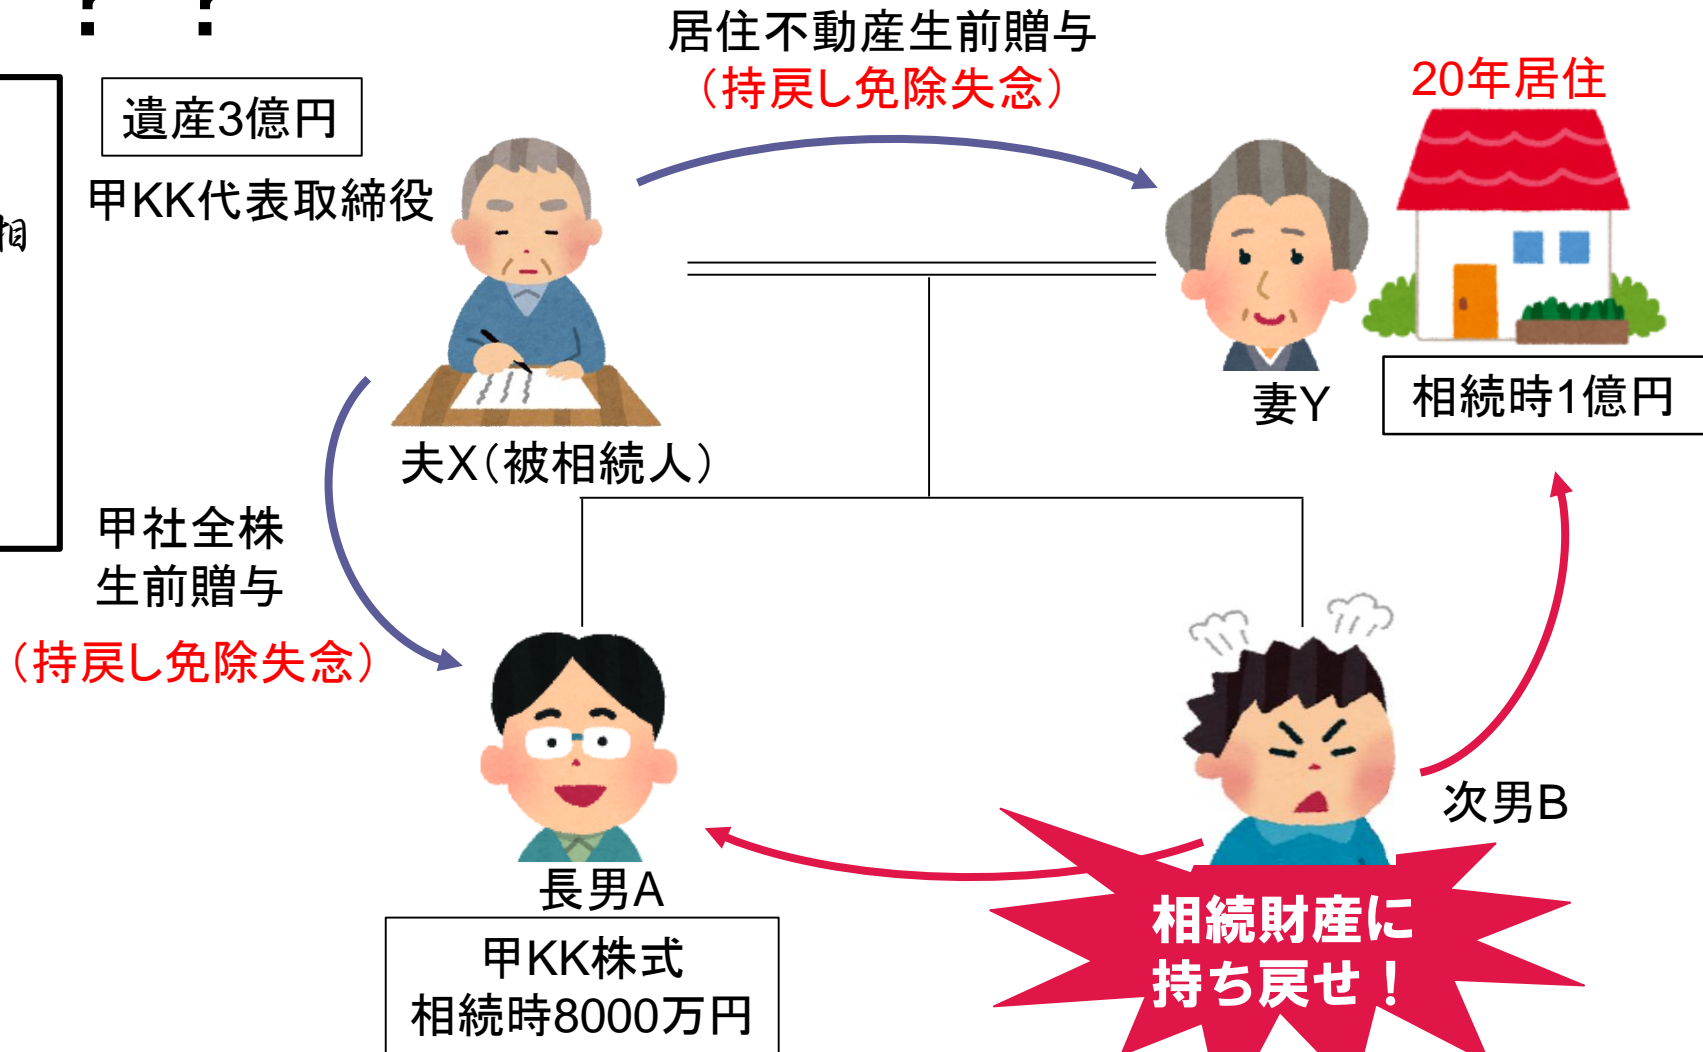 ? ?
居住不動産生前贈与
（持戻し免除失念）
20年居住
遺産3億円
甲KK代表取締役
相
妻Y
相続時1億円
夫X（被相続人）
甲社全株
生前贈与
（持戻し免除失念）
次男B
長男A
甲KK株式
相続時8000万円
相続財産に
持ち戻せ！